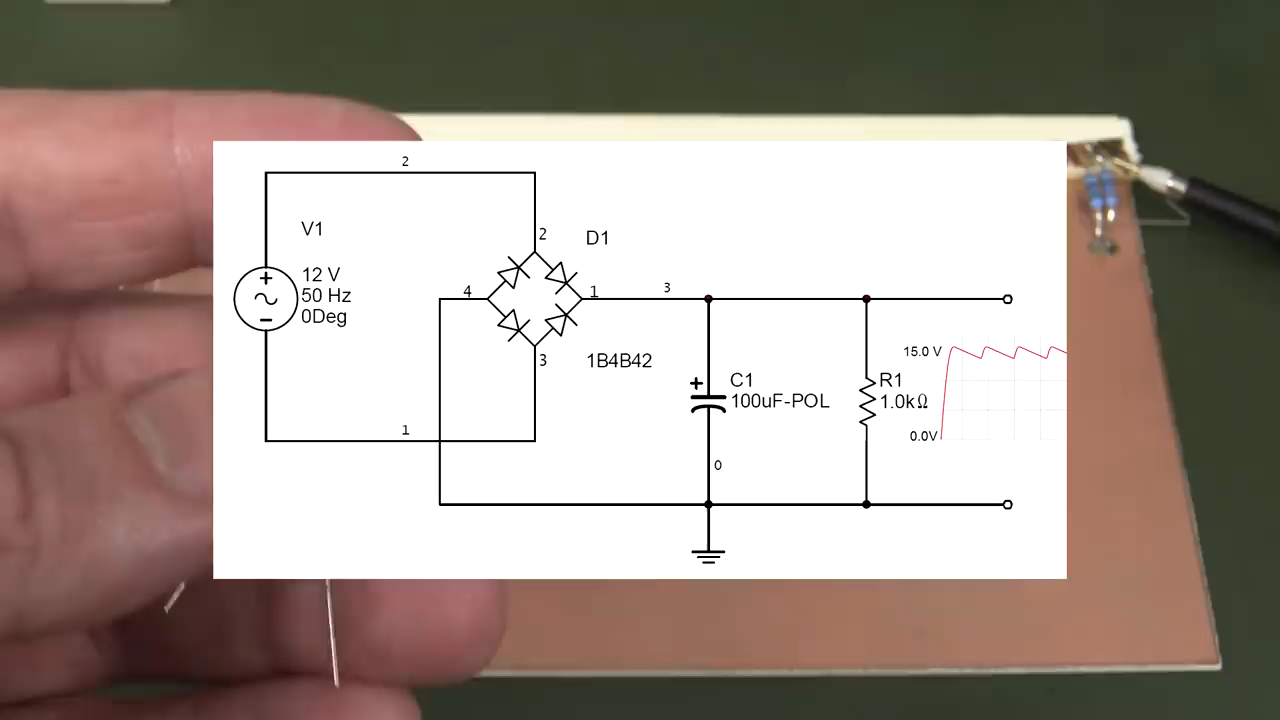 2
V1
12 V
50 Hz
0Deg
2
D1
4
1
3
3
1B4B42
1
C1
100uF-POL
0
R1
1.0kΩ
15.0 V
0.0V
+
−
+